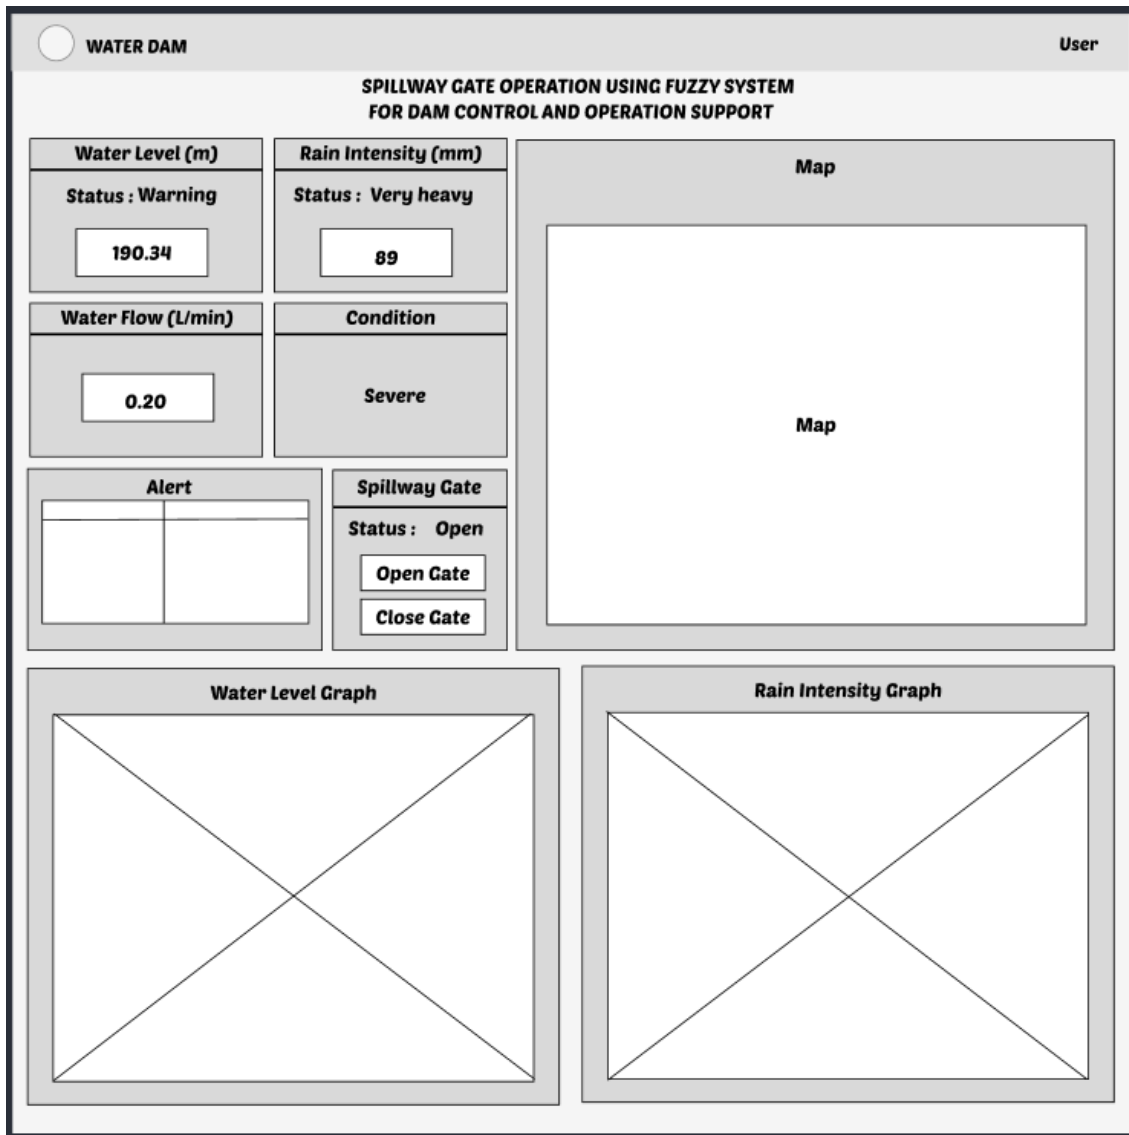 WATER DAM
User
SPILLWAY GATE OPERATION USING FUZZY SYSTEM
FOR DAM CONTROL AND OPERATION SUPPORT
Water Level (m)
Status : Warning
190.34
Rain Intensity (mm)
Status : Very heavy
89
Map
Map
Water Flow (L/min)
0.20
Condition
Severe
Alert
Spillway Gate
Status : Open
Open Gate
Close Gate
Water Level Graph
Rain Intensity Graph